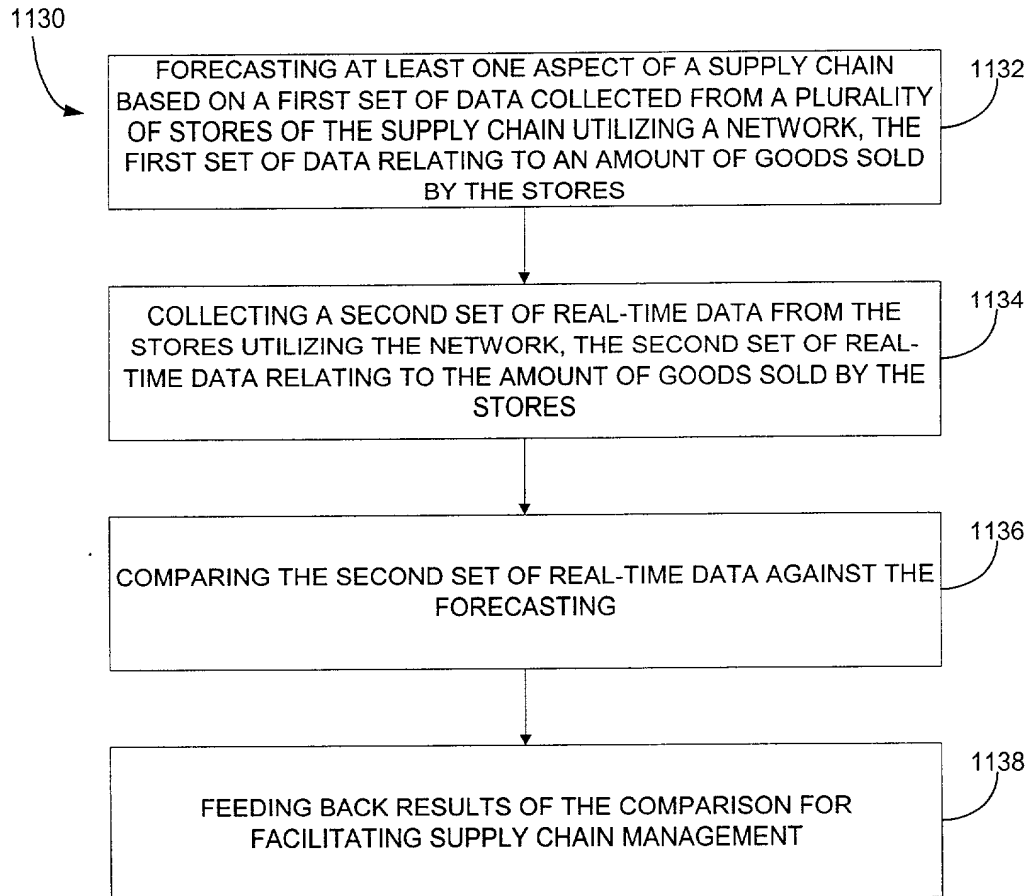 1130
FORECASTING AT LEAST ONE ASPECT OF A SUPPLY CHAIN
BASED ON A FIRST SET OF DATA COLLECTED FROM A PLURALITY
OF STORES OF THE SUPPLY CHAIN UTILIZING A NETWORK, THE
FIRST SET OF DATA RELATING TO AN AMOUNT OF GOODS SOLD
BY THE STORES
1132
COLLECTING A SECOND SET OF REAL-TIME DATA FROM THE
STORES UTILIZING THE NETWORK, THE SECOND SET OF REAL-
TIME DATA RELATING TO THE AMOUNT OF GOODS SOLD BY THE
STORES
1134
COMPARING THE SECOND SET OF REAL-TIME DATA AGAINST THE
FORECASTING
1136
FEEDING BACK RESULTS OF THE COMPARISON FOR
FACILITATING SUPPLY CHAIN MANAGEMENT
1138